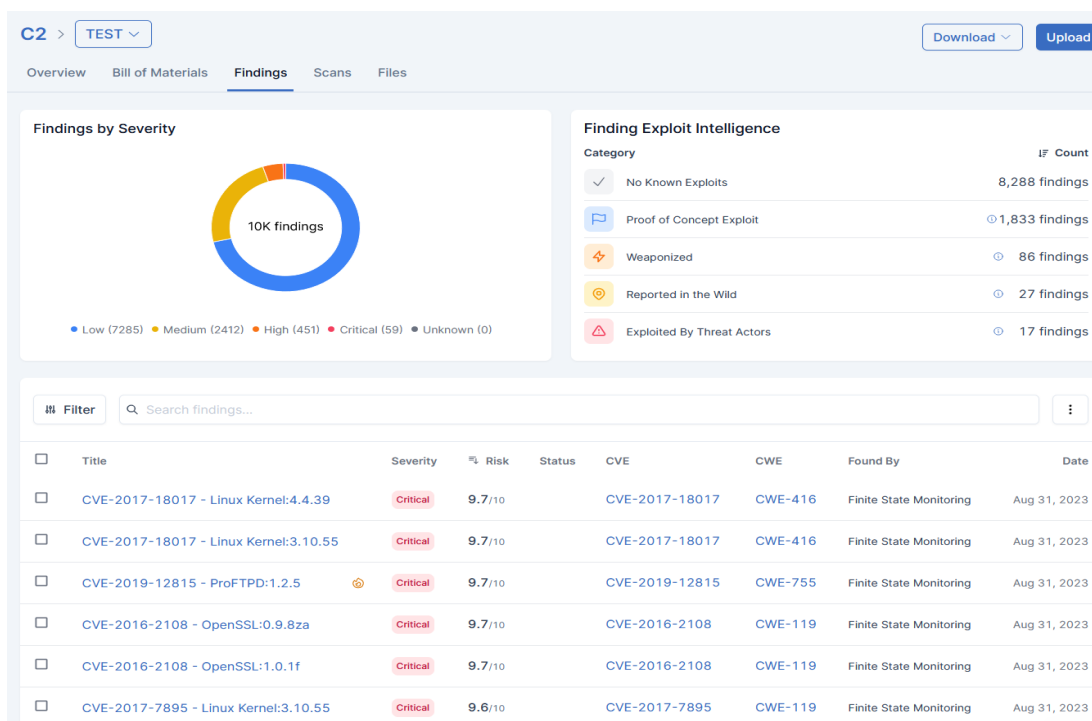 C2 > TEST
Download
Upload
Overview Bill of Materials Findings Scans Files
Findings by Severity
10K findings
Low (7285) Medium (2412) High (451) Critical (59) Unknown (0)
Finding Exploit Intelligence
Category Count
No Known Exploits 8,288 findings
Proof of Concept Exploit 1,833 findings
Weaponized 86 findings
Reported in the Wild 27 findings
Exploited By Threat Actors 17 findings
Filter Search findings...
Title Severity Risk Status CVE CWE Found By Date
CVE-2017-18017 - Linux Kernel:4.4.39 Critical 9.7/10 CVE-2017-18017 CWE-416 Finite State Monitoring Aug 31, 2023
CVE-2017-18017 - Linux Kernel:3.10.55 Critical 9.7/10 CVE-2017-18017 CWE-416 Finite State Monitoring Aug 31, 2023
CVE-2019-12815 - ProFTPD:1.2.5 Critical 9.7/10 CVE-2019-12815 CWE-755 Finite State Monitoring Aug 31, 2023
CVE-2016-2108 - OpenSSL:0.9.8za Critical 9.7/10 CVE-2016-2108 CWE-119 Finite State Monitoring Aug 31, 2023
CVE-2016-2108 - OpenSSL:1.0.1f Critical 9.7/10 CVE-2016-2108 CWE-119 Finite State Monitoring Aug 31, 2023
CVE-2017-7895 - Linux Kernel:3.10.55 Critical 9.6/10 CVE-2017-7895 CWE-119 Finite State Monitoring Aug 31, 2023